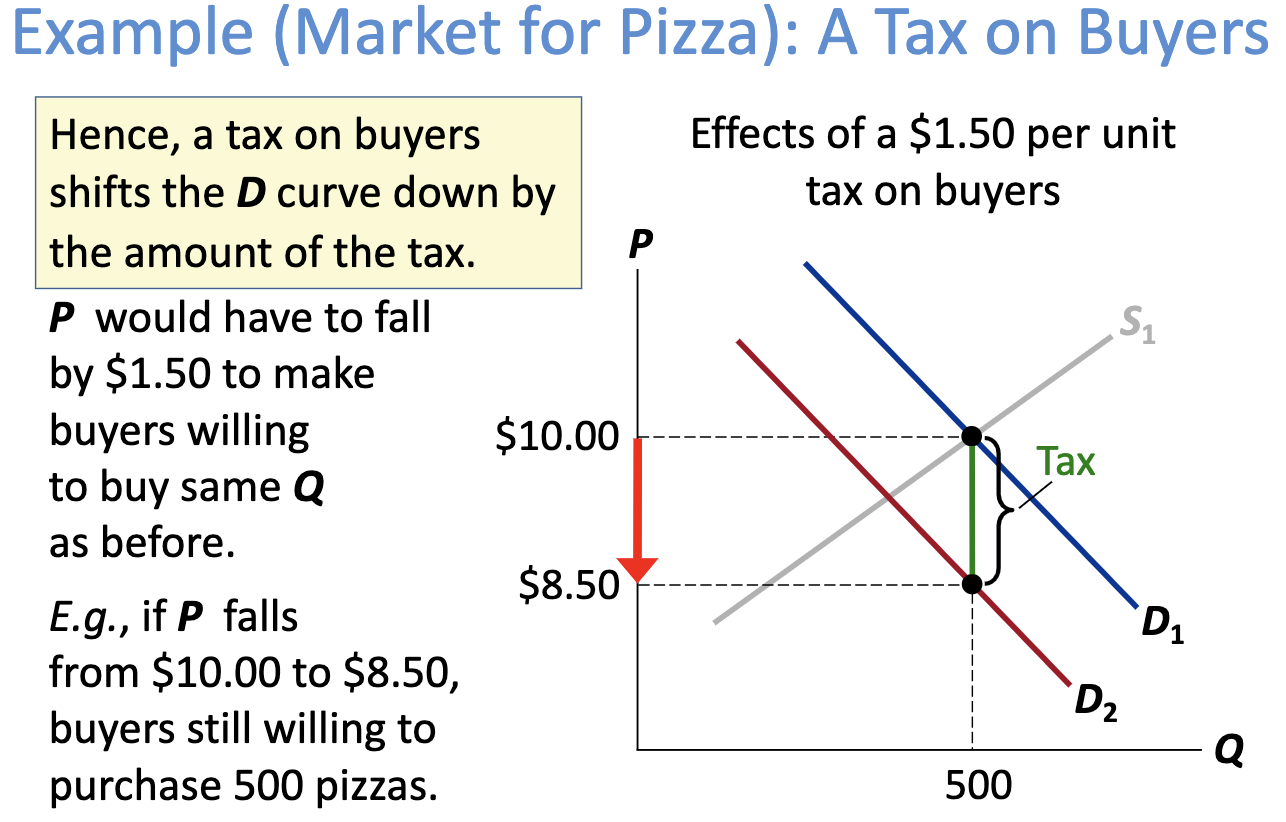 Example (Market for Pizza): A Tax on Buyers
Hence, a tax on buyers
shifts the D curve down by
the amount of the tax.
P would have to fall
by $1.50 to make
buyers willing
to buy same Q
as before.
E.g., if P falls
from $10.00 to $8.50,
buyers still willing to
purchase 500 pizzas.
Effects of a $1.50 per unit
tax on buyers
P
S1
$10.00
Tax
$8.50
D1
D2
Q
500